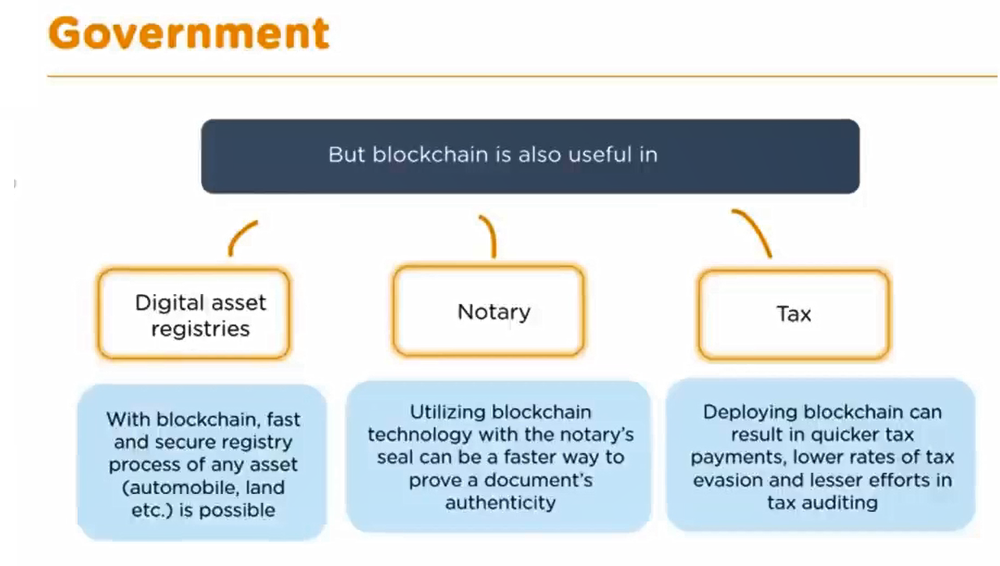 Government
But blockchain is also useful in
Digital asset
registries
With blockchain, fast
and secure registry
process of any asset
(automobile, land
etc.) is possible
Notary
Utilizing blockchain
technology with the notary's
seal can be a faster way to
prove a document's
authenticity
Tax
Deploying blockchain can
result in quicker tax
payments, lower rates of tax
evasion and lesser efforts in
tax auditing